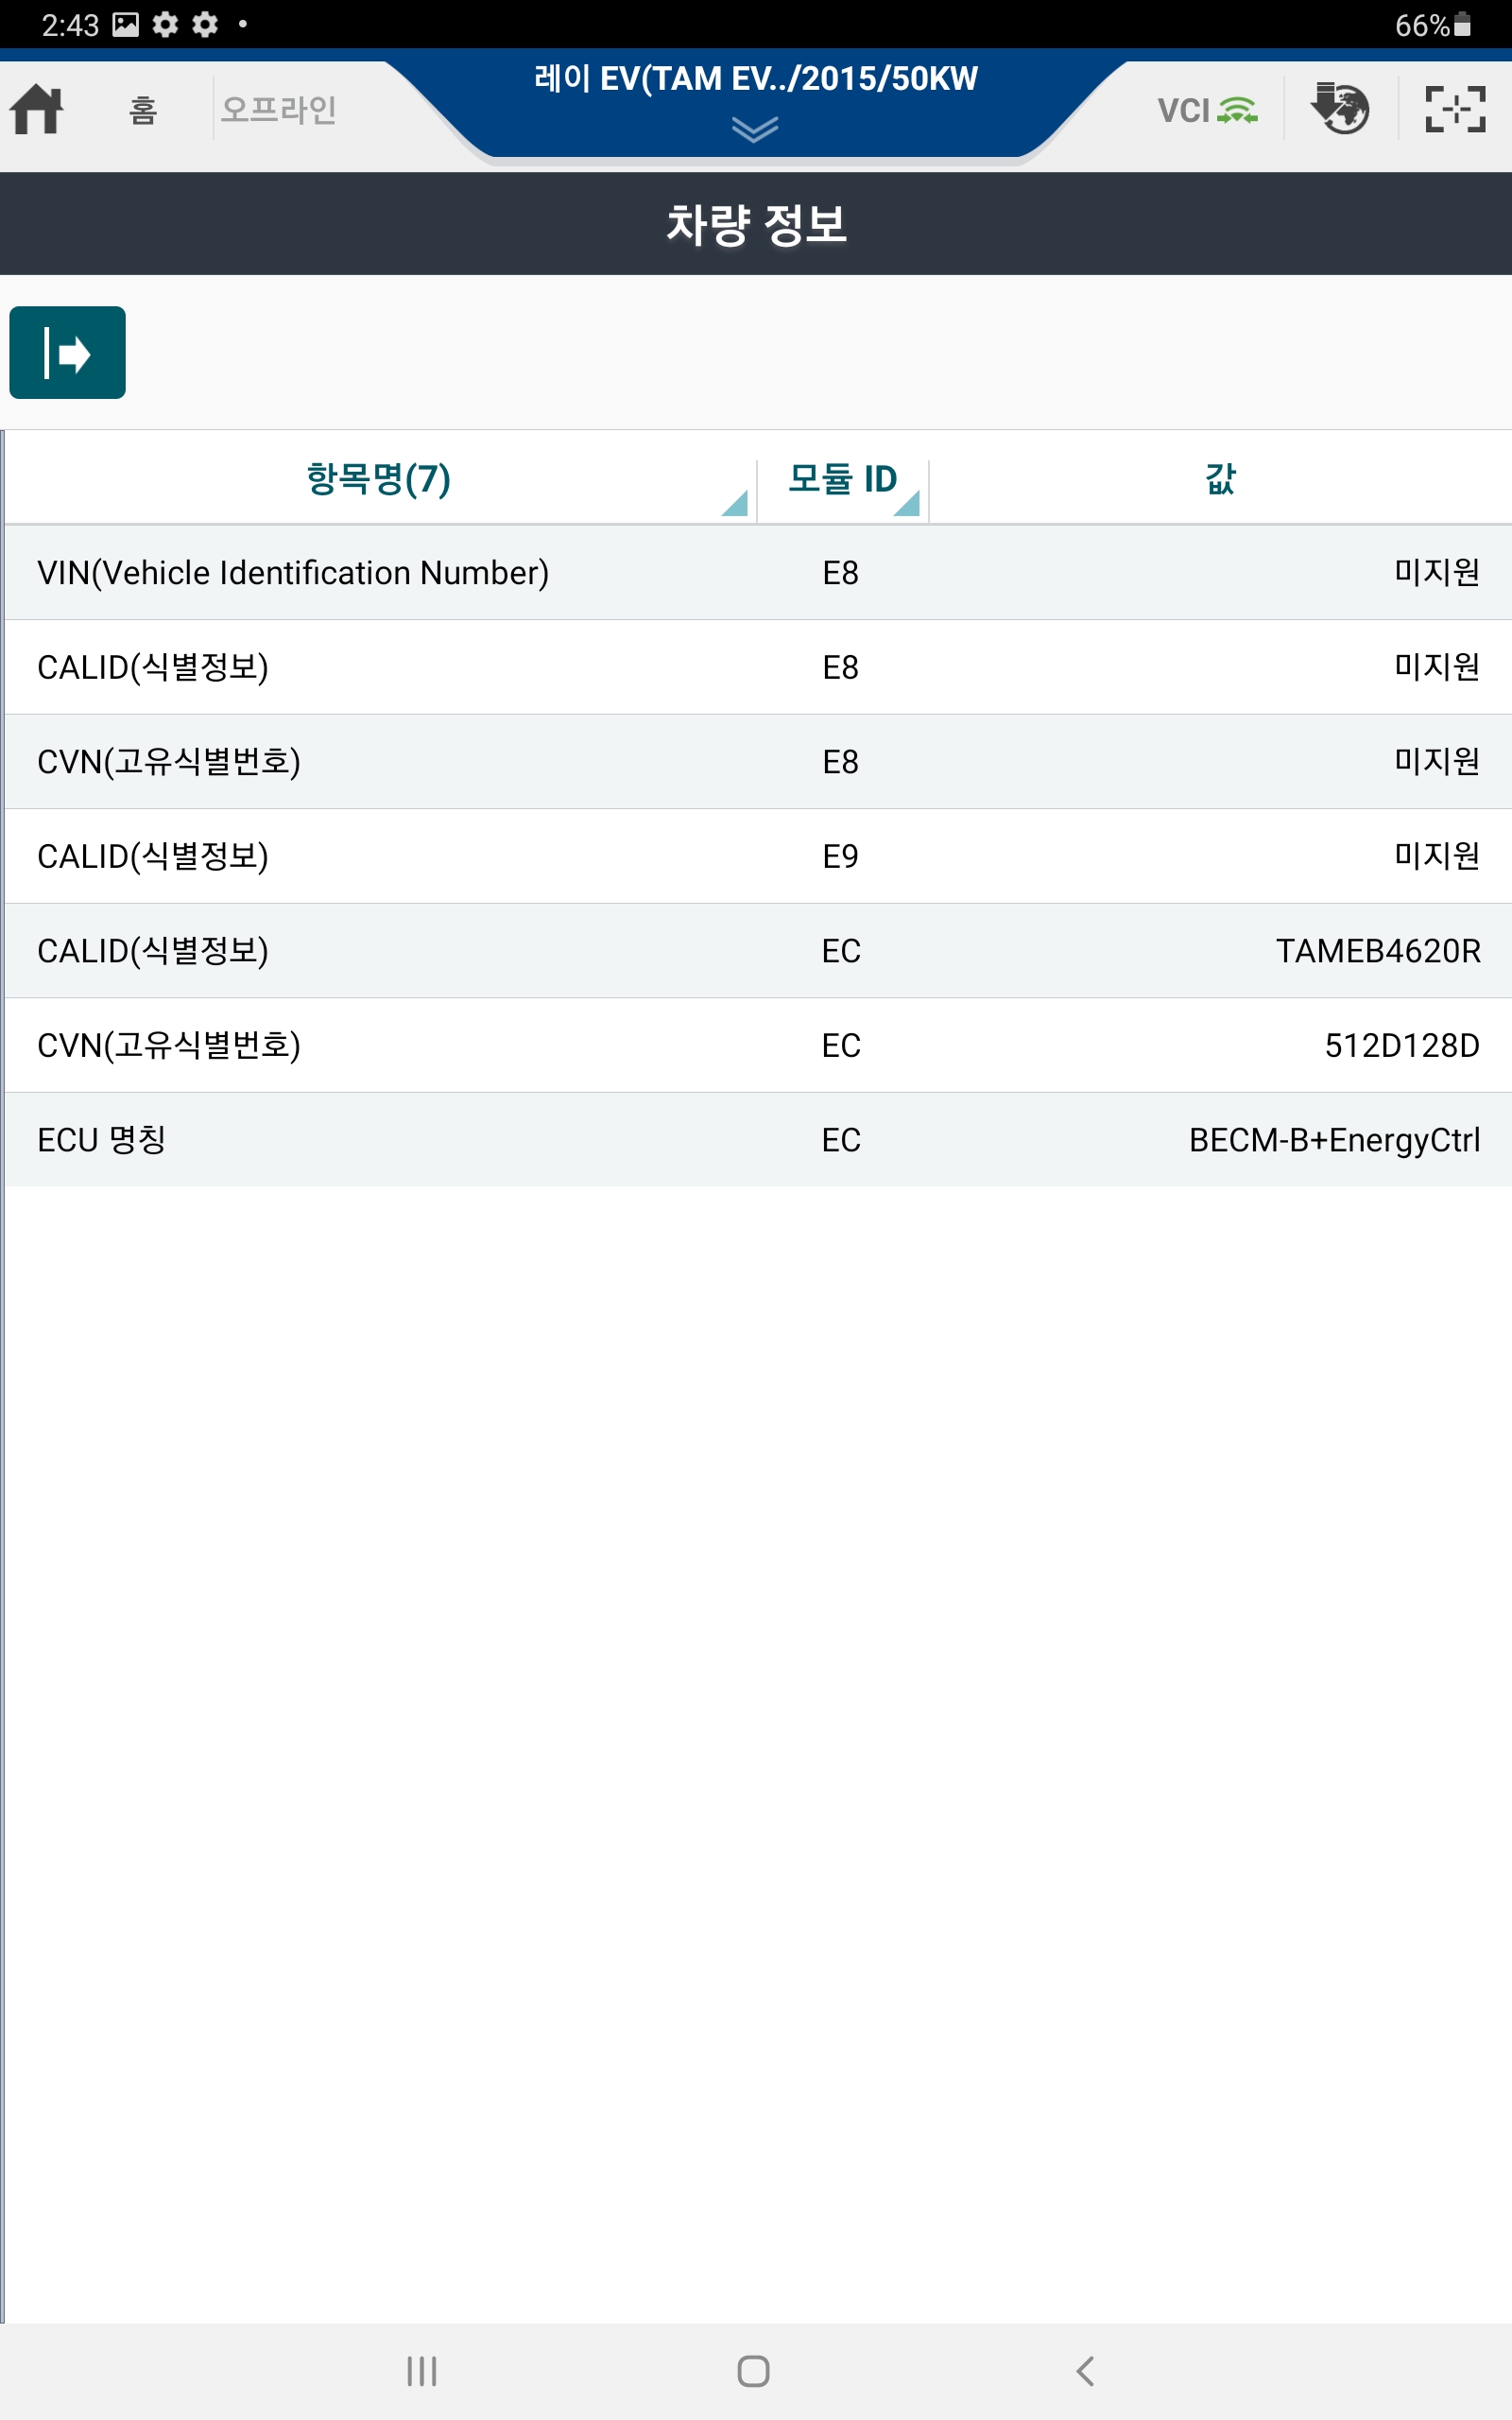 2:43
66%
홈
오프라인
레이 EV(TAM EV../2015/50KW
VCI
차량 정보
항목명(7) 모듈 ID 값
VIN(Vehicle Identification Number) E8 미지원
CALID(식별정보) E8 미지원
CVN(고유식별번호) E8 미지원
CALID(식별정보) E9 미지원
CALID(식별정보) EC TAMEB4620R
CVN(고유식별번호) EC 512D128D
ECU 명칭 EC BECM-B+EnergyCtrl